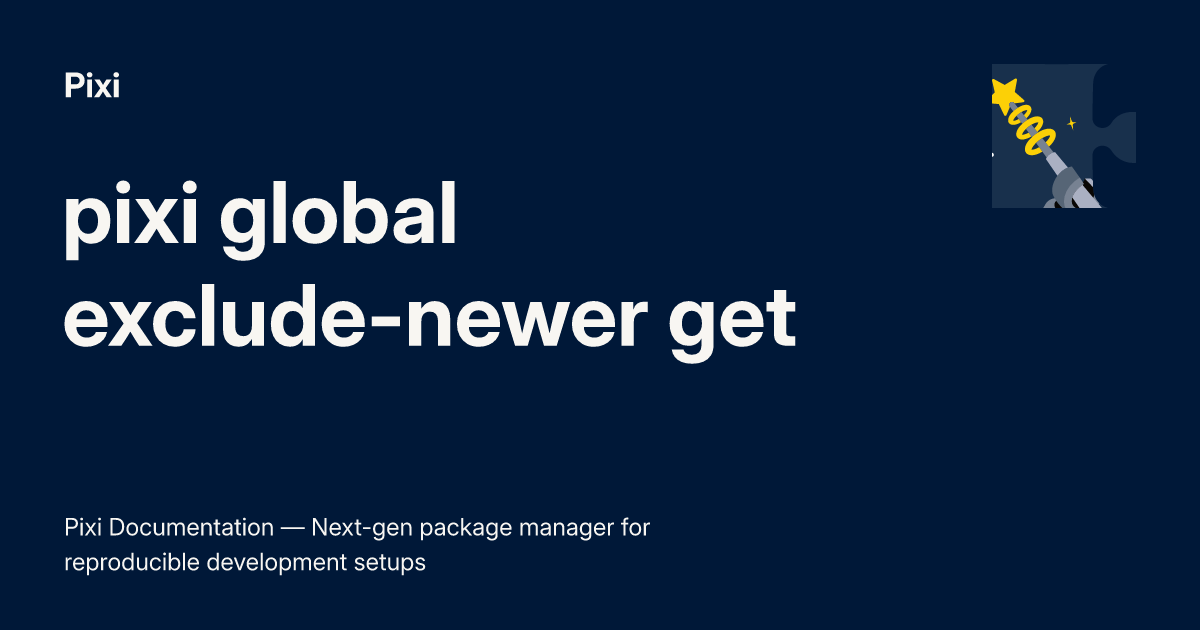 Pixi
pixi global
exclude-newer get
Pixi Documentation — Next-gen package manager for
reproducible development setups